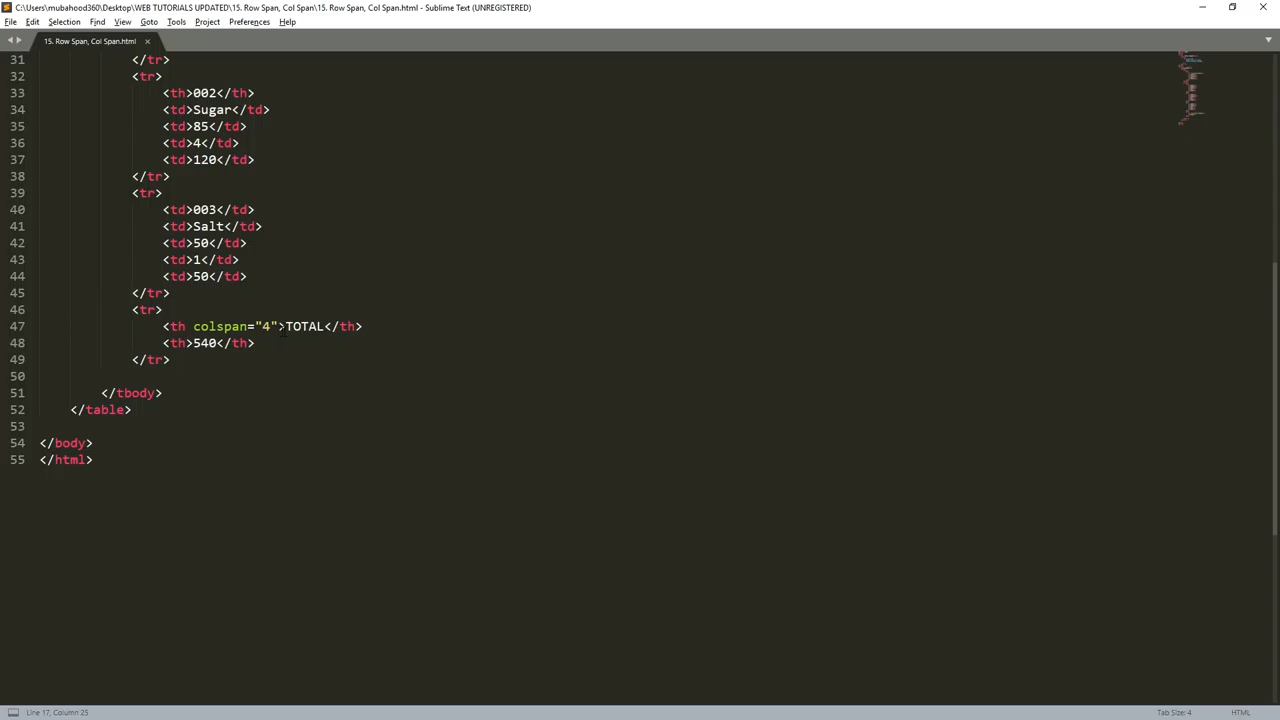 C:\Users\mubahood360\Desktop\WEB TUTORIALS UPDATED\15. Row Span, Col Span\15. Row Span, Col Span.html - Sublime Text (UNREGISTERED)
File Edit Selection Find View Goto Tools Project Preferences Help
15. Row Span, Col Span.html
31 </tr>
32 <tr>
33 <th>002</th>
34 <td>Sugar</td>
35 <td>85</td>
36 <td>4</td>
37 <td>120</td>
38 </tr>
39 <tr>
40 <td>003</td>
41 <td>Salt</td>
42 <td>50</td>
43 <td>1</td>
44 <td>50</td>
45 </tr>
46 <tr>
47 <th colspan="4">TOTAL</th>
48 <th>540</th>
49 </tr>
50
51 </tbody>
52 </table>
53
54 </body>
55 </html>
Line 17, Column 25 Tab Size: 4 HTML